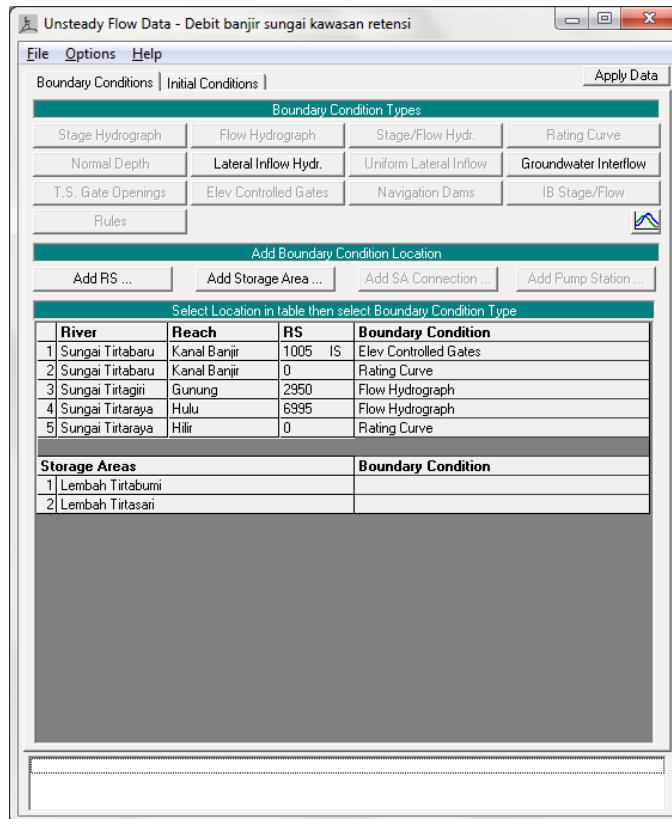 Unsteady Flow Data - Debit banjir sungai kawasan retensi
File Options Help
Boundary Conditions Initial Conditions Apply Data
Boundary Condition Types
Stage Hydrograph Flow Hydrograph Stage/Flow Hydr. Rating Curve
Normal Depth Lateral Inflow Hydr. Uniform Lateral Inflow Groundwater Interflow
T.S. Gate Openings Elev Controlled Gates Navigation Dams IB Stage/Flow
Rules
Add Boundary Condition Location
Add RS ... Add Storage Area ... Add SA Connection ... Add Pump Station ...
Select Location in table then select Boundary Condition Type
River Reach RS Boundary Condition
1 Sungai Tirtabaru Kanal Banjir 1005 IS Elev Controlled Gates
2 Sungai Tirtabaru Kanal Banjir 0 Rating Curve
3 Sungai Tirtagiri Gunung 2950 Flow Hydrograph
4 Sungai Tirtaraya Hulu 6995 Flow Hydrograph
5 Sungai Tirtaraya Hilir 0 Rating Curve
Storage Areas Boundary Condition
1 Lembah Tirtabumi
2 Lembah Tirtasari